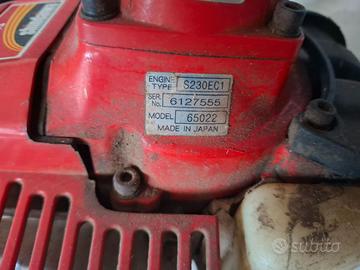 ENGINE TYPE S230EC1
SER. No. 6127555
MODEL 65022
MADE IN JAPAN
subito